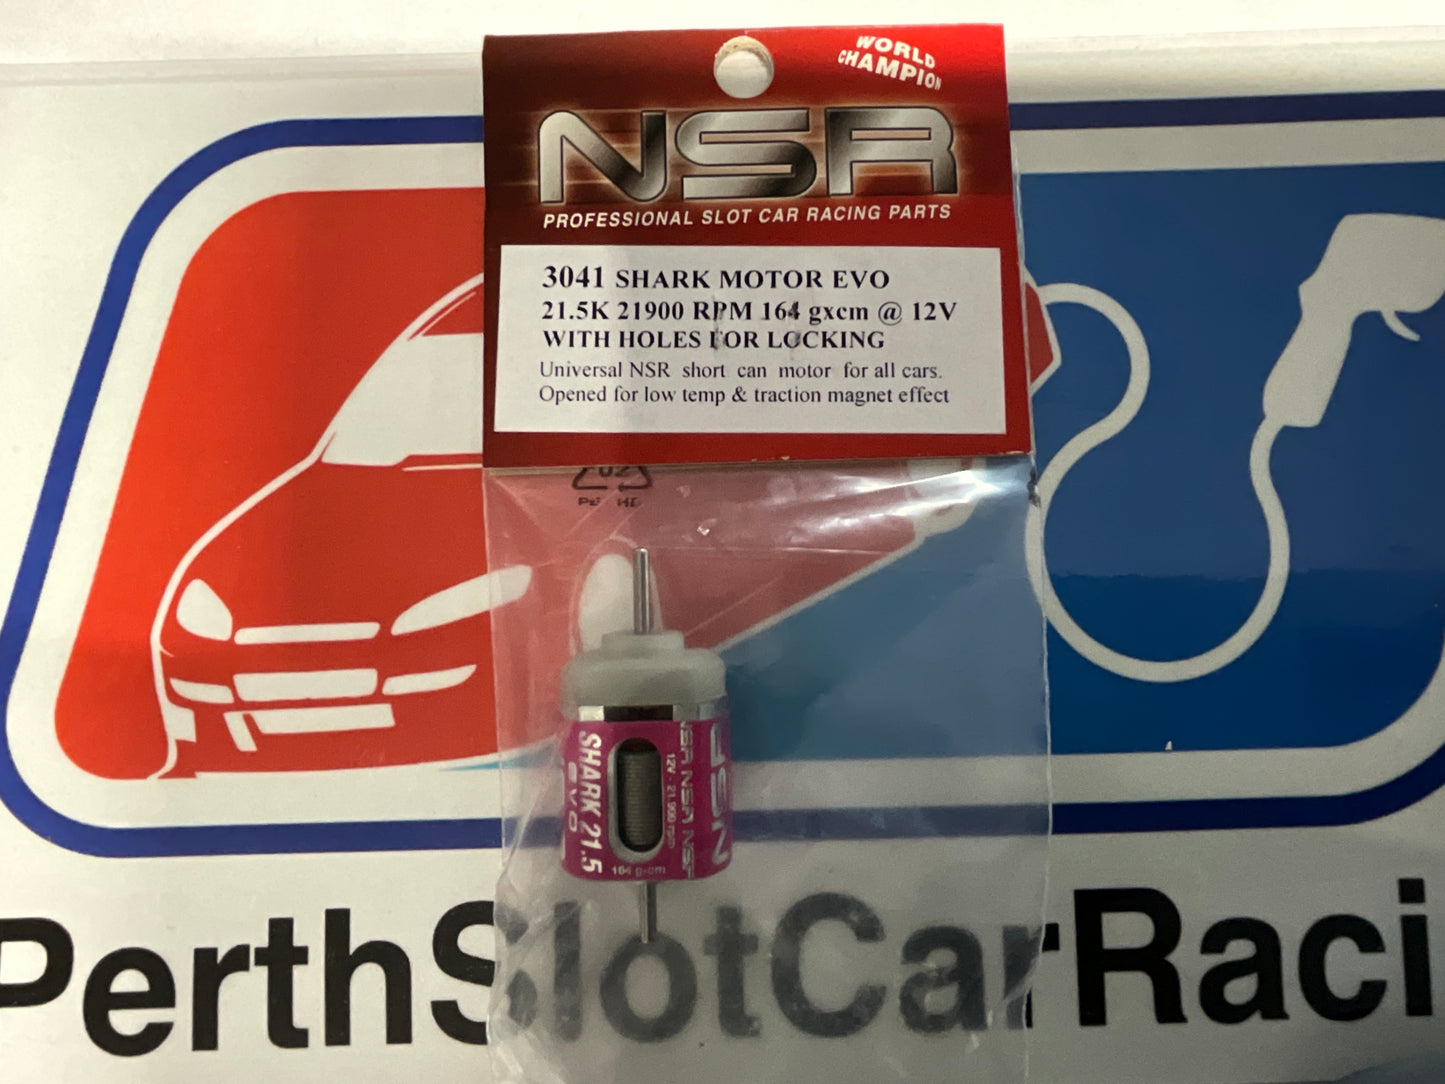 WORLD
CHAMPION
NSR
PROFESSIONAL SLOT CAR RACING PARTS
3041 SHARK MOTOR EVO
21.5K 21900 RPM 164 gxcm @ 12V
WITH HOLES FOR LOCKING
Universal NSR short can motor for all cars.
Opened for low temp & traction magnet effect
02
SHARK 21.5
evo
164 g-cm
12V - 21.900 rpm
NSR NSR NSR
NSR
PerthSlotCarRaci